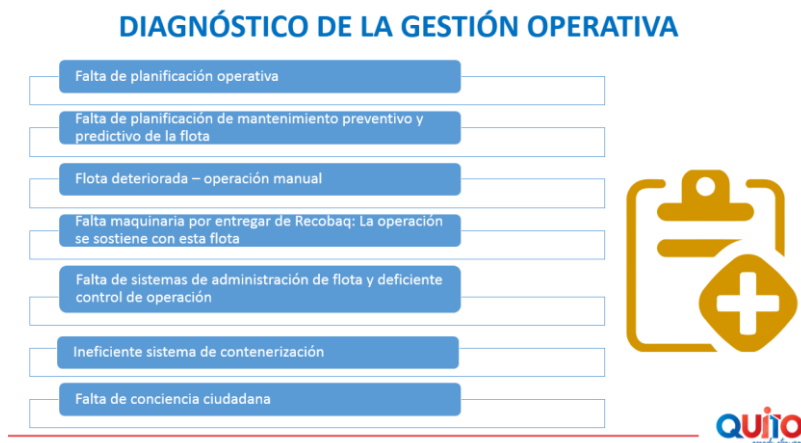 DIAGNÓSTICO DE LA GESTIÓN OPERATIVA
Falta de planificación operativa
Falta de planificación de mantenimiento preventivo y
predictivo de la flota
Flota deteriorada – operación manual
Falta maquinaria por entregar de Recobaq: La operación
se sostiene con esta flota
Falta de sistemas de administración de flota y deficiente
control de operación
Ineficiente sistema de contenerización
Falta de conciencia ciudadana
QUITO